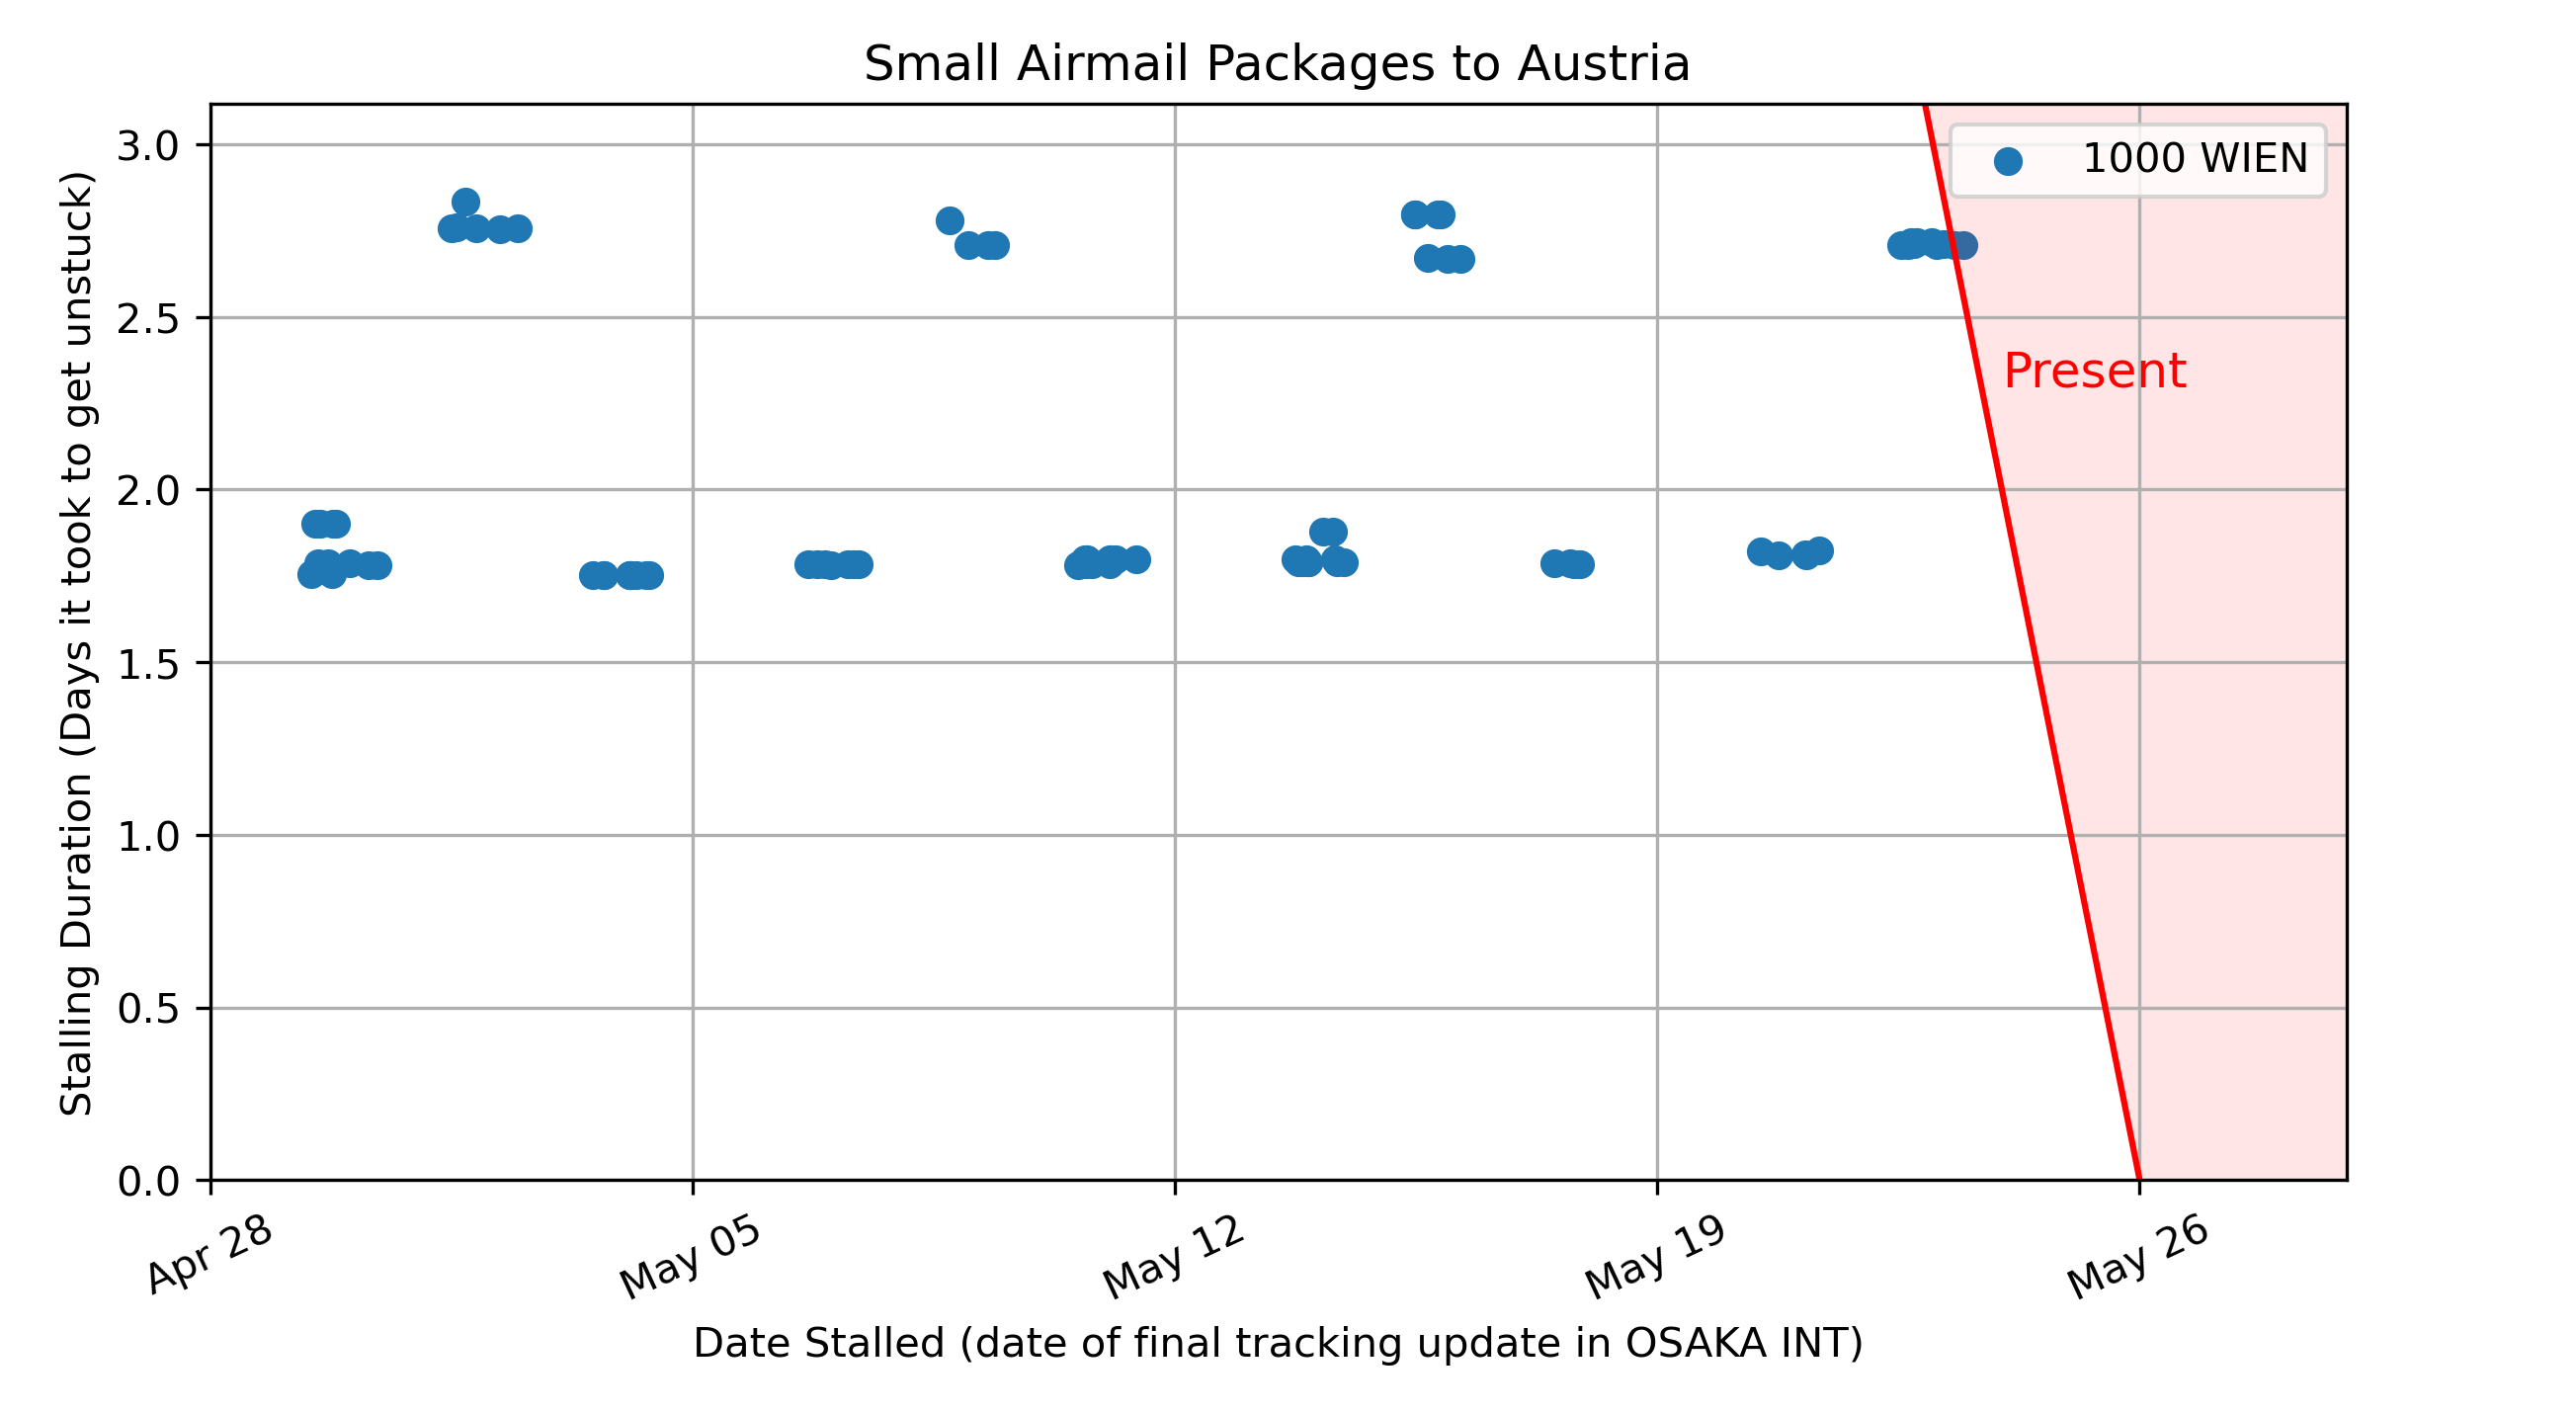 Small Airmail Packages to Austria
Stalling Duration (Days it took to get unstuck)
3.0
2.5
2.0
1.5
1.0
0.5
0.0
1000 WIEN
Present
Apr 28
May 05
May 12
May 19
May 26
Date Stalled (date of final tracking update in OSAKA INT)